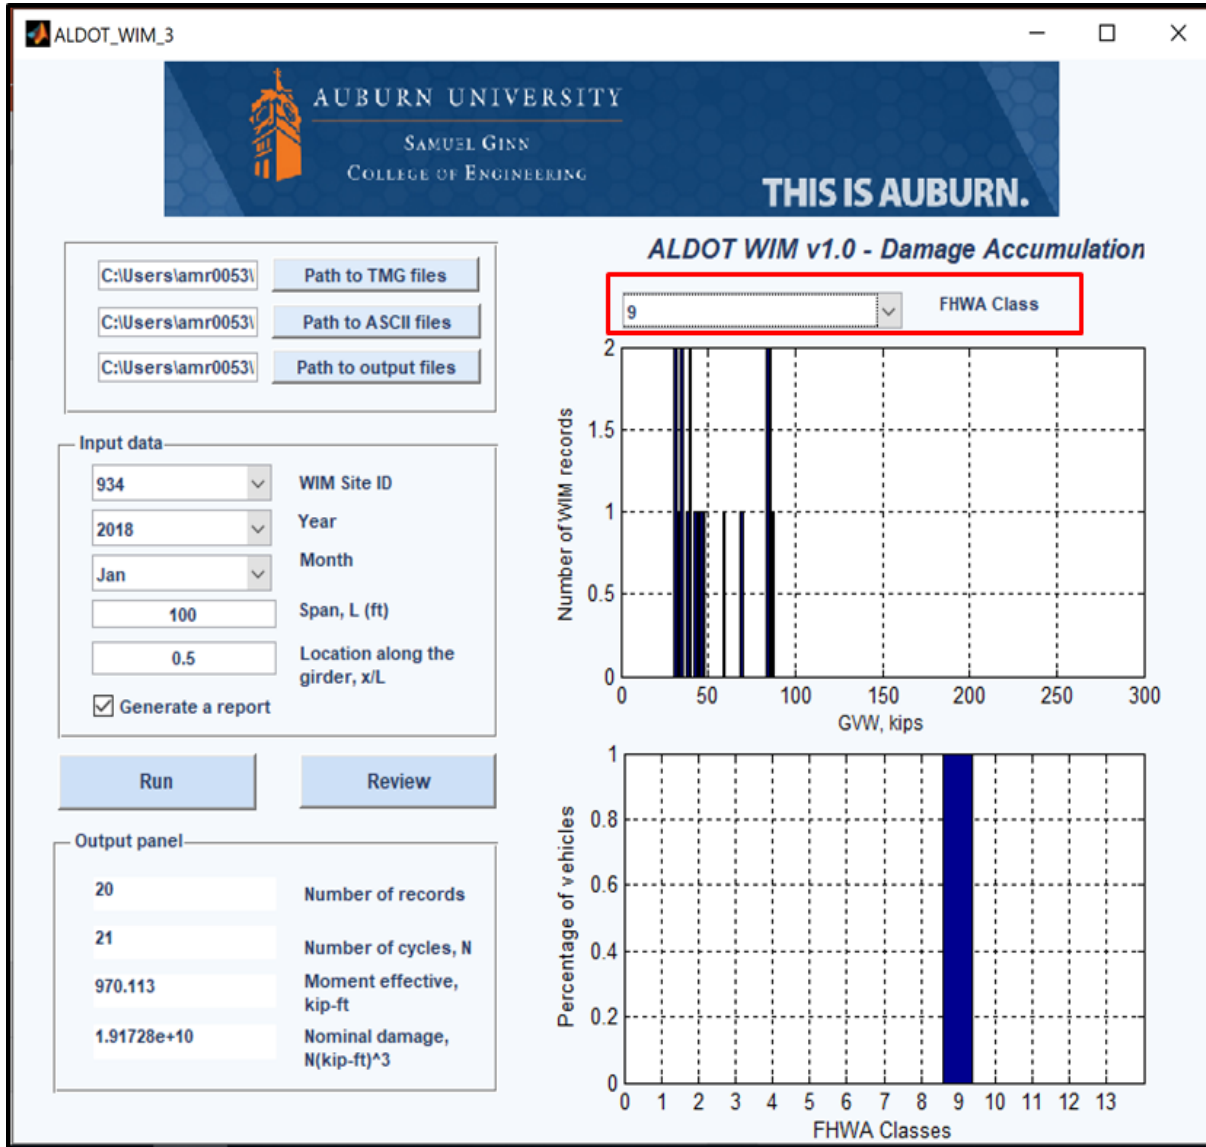 ALDOT_WIM_3
AUBURN UNIVERSITY
SAMUEL GINN
COLLEGE OF ENGINEERING
THIS IS AUBURN.
ALDOT WIM v1.0 - Damage Accumulation
C:\Users\amr0053\ Path to TMG files
C:\Users\amr0053\ Path to ASCII files
C:\Users\amr0053\ Path to output files
Input data
934 WIM Site ID
2018 Year
Jan Month
100 Span, L (ft)
0.5 Location along the
girder, x/L
Generate a report
Run Review
Output panel
20 Number of records
21 Number of cycles, N
970.113 Moment effective,
kip-ft
1.91728e+10 Nominal damage,
N(kip-ft)^3
9 FHWA Class
Number of WIM records
2
1.5
1
0.5
0
0 50 100 150 200 250 300
GVW, kips
Percentage of vehicles
1
0.8
0.6
0.4
0.2
0
0 1 2 3 4 5 6 7 8 9 10 11 12 13
FHWA Classes